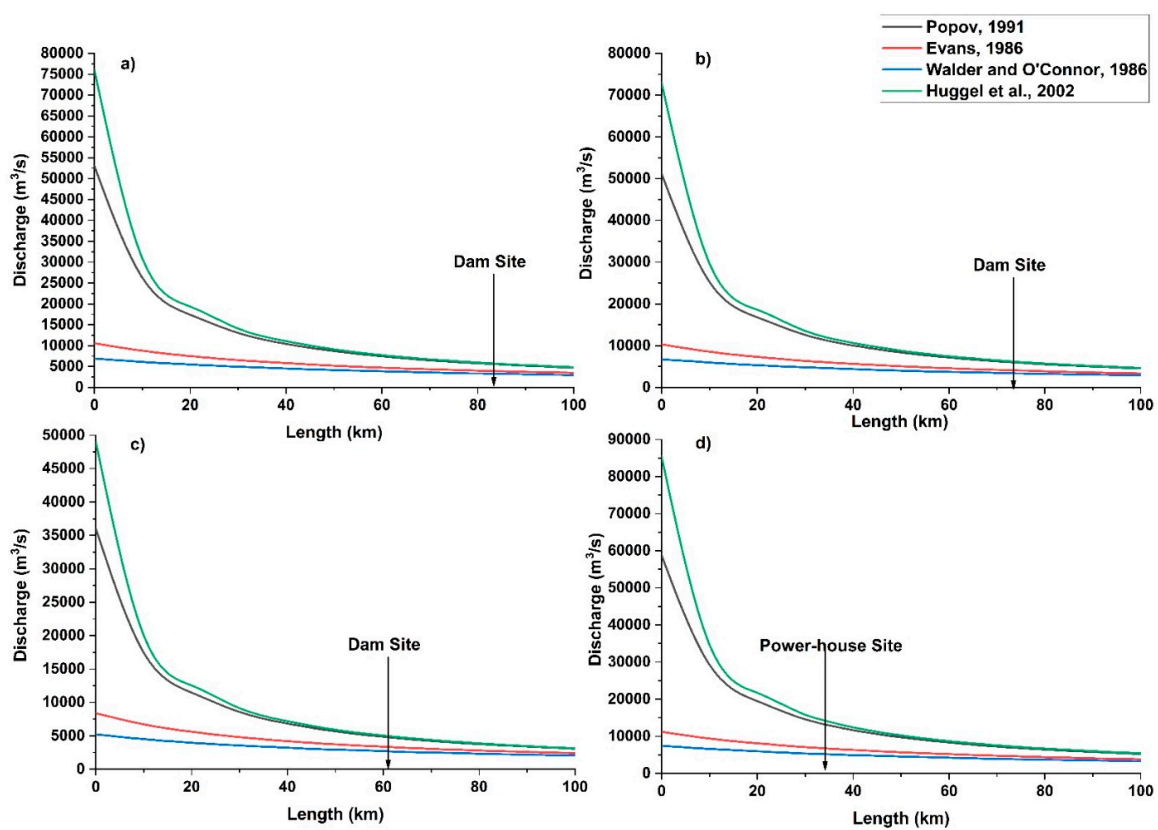 Popov, 1991
Evans, 1986
Walder and O'Connor, 1986
Huggel et al., 2002
a)
80000
75000
70000
65000
60000
55000
50000
45000
40000
35000
30000
25000
20000
15000
10000
5000
0
Discharge (m³/s)
Dam Site
0 20 40 60 80 100
Length (km)
b)
80000
70000
60000
50000
40000
30000
20000
10000
0
Discharge (m³/s)
Dam Site
0 20 40 60 80 100
Length (km)
c)
50000
45000
40000
35000
30000
25000
20000
15000
10000
5000
0
Discharge (m³/s)
Dam Site
0 20 40 60 80 100
Length (km)
d)
90000
80000
70000
60000
50000
40000
30000
20000
10000
0
Discharge (m³/s)
Power-house Site
0 20 40 60 80 100
Length (km)